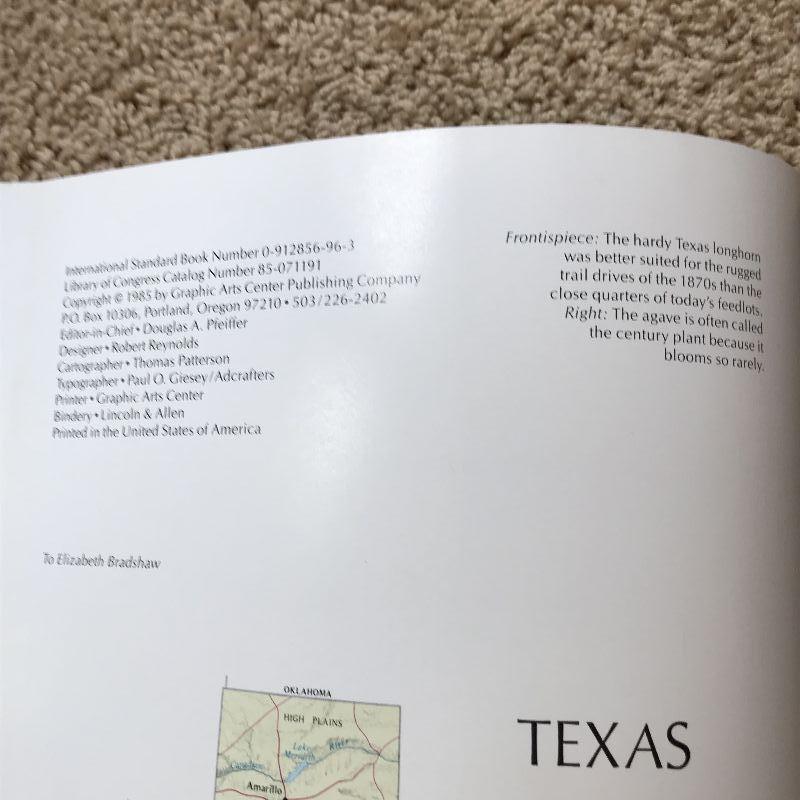 International Standard Book Number 0-912856-96-3
Library of Congress Catalog Number 85-071191
Copyright © 1985 by Graphic Arts Center Publishing Company
P.O. Box 10306, Portland, Oregon 97210 • 503/226-2402
Editor-in-Chief • Douglas A. Pfeiffer
Designer • Robert Reynolds
Cartographer • Thomas Patterson
Typographer • Paul O. Giesey/Adcrafters
Printer • Graphic Arts Center
Bindery • Lincoln & Allen
Printed in the United States of America
Frontispiece: The hardy Texas longhorn
was better suited for the rugged
trail drives of the 1870s than the
close quarters of today's feedlots.
Right: The agave is often called
the century plant because it
blooms so rarely.
To Elizabeth Bradshaw
OKLAHOMA
HIGH PLAINS
Lake
Meredith
River
Canadian
Amarillo
TEXAS